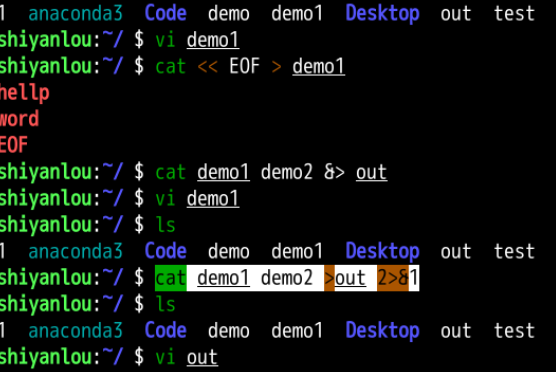 1 anaconda3 Code demo demo1 Desktop out test
shiyanlou:~/ $ vi demo1
shiyanlou:~/ $ cat << EOF > demo1
hellp
word
EOF
shiyanlou:~/ $ cat demo1 demo2 &> out
shiyanlou:~/ $ vi demo1
shiyanlou:~/ $ ls
1 anaconda3 Code demo demo1 Desktop out test
shiyanlou:~/ $ cat demo1 demo2 >out 2>&1
shiyanlou:~/ $ ls
1 anaconda3 Code demo demo1 Desktop out test
shiyanlou:~/ $ vi out